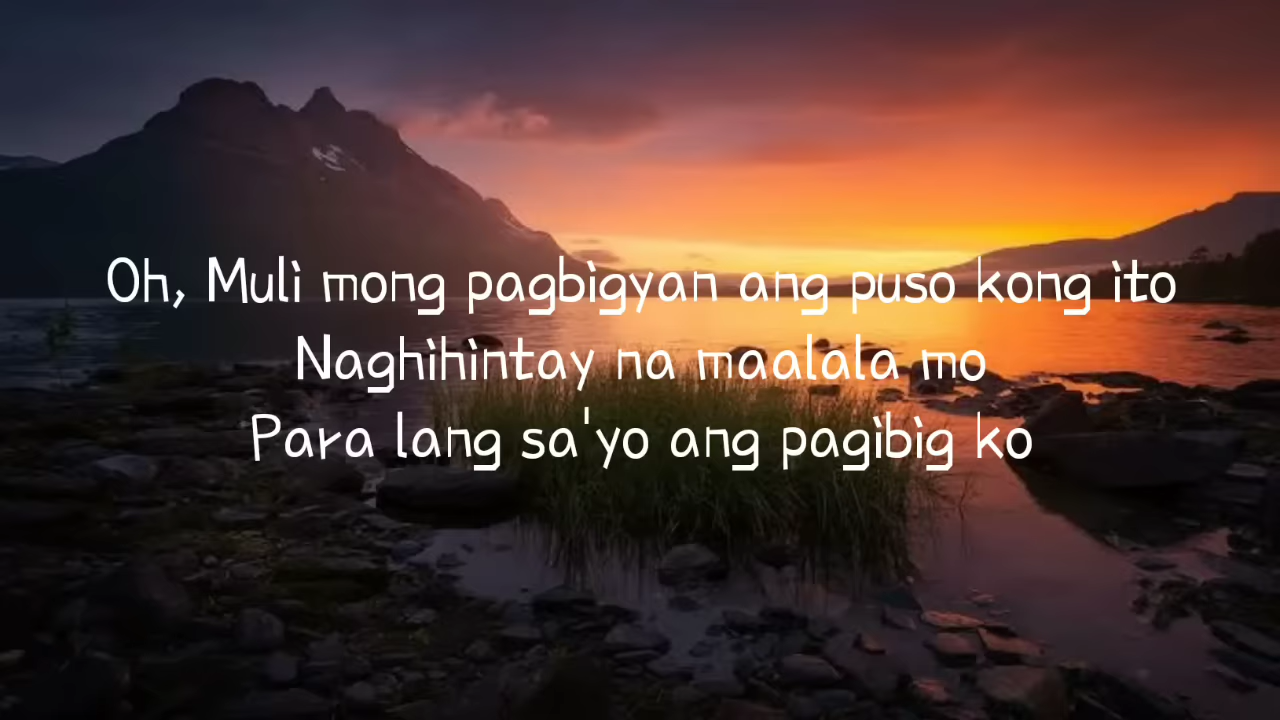 Oh, Muli mong pagbigyan ang puso kong ito
Naghihintay na maalala mo
Para lang sa'yo ang pagibig ko